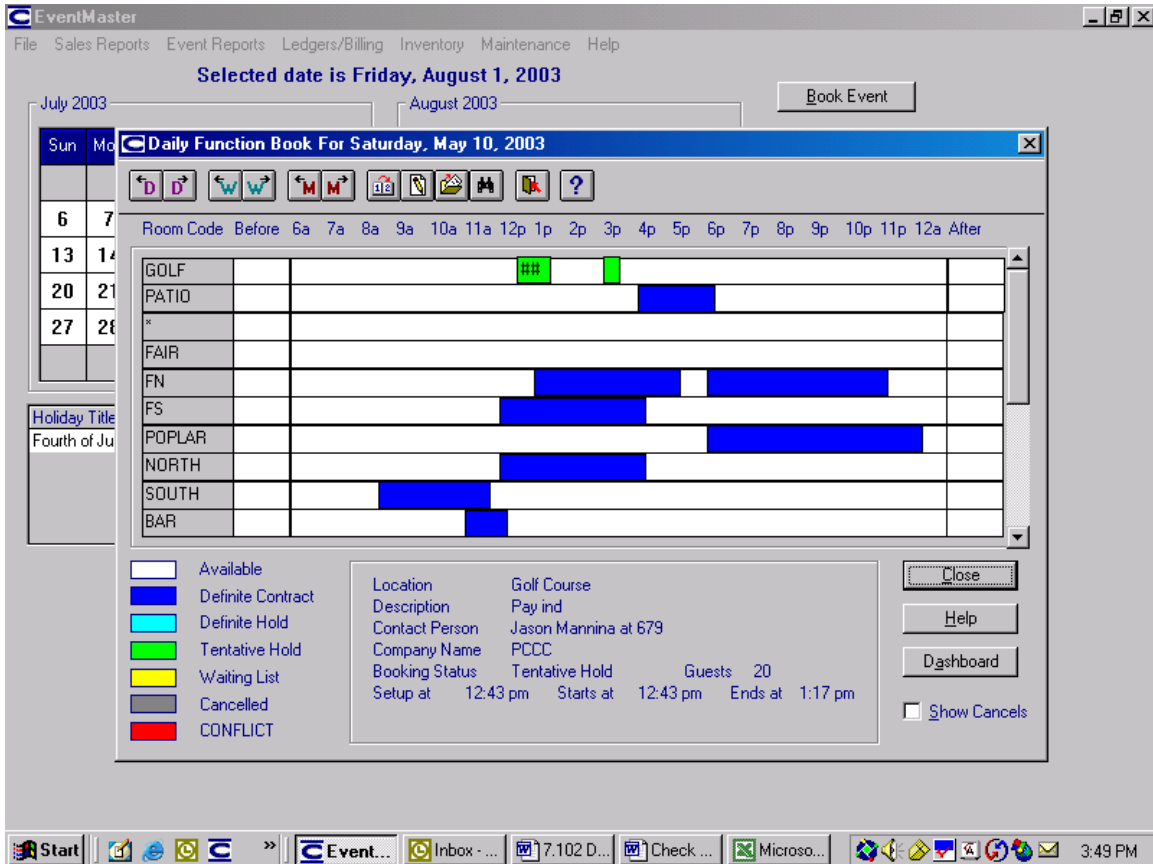 EventMaster
File Sales Reports Event Reports Ledgers/Billing Inventory Maintenance Help
Selected date is Friday, August 1, 2003
July 2003 August 2003 Book Event
Sun Mo
6 7
13 14
20 21
27 28
Holiday Title
Fourth of Ju
Daily Function Book For Saturday, May 10, 2003
D D W W M M 12 ?
Room Code Before 6a 7a 8a 9a 10a 11a 12p 1p 2p 3p 4p 5p 6p 7p 8p 9p 10p 11p 12a After
GOLF ##
PATIO
*
FAIR
FN
FS
POPLAR
NORTH
SOUTH
BAR
Available
Definite Contract
Definite Hold
Tentative Hold
Waiting List
Cancelled
CONFLICT
Location Golf Course
Description Pay ind
Contact Person Jason Mannina at 679
Company Name PCCC
Booking Status Tentative Hold Guests 20
Setup at 12:43 pm Starts at 12:43 pm Ends at 1:17 pm
Close
Help
Dashboard
Show Cancels
Start » Event... Inbox - ... 7.102 D... Check ... Microso... 3:49 PM